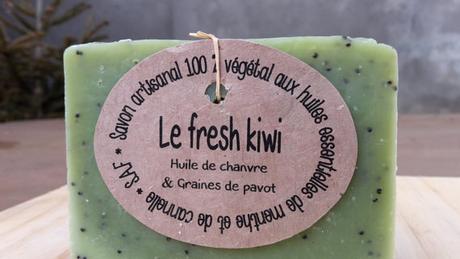 Savon artisanal 100 % végétal aux huiles essentielles de menthe et de cannelle * S.A.F *
Le fresh kiwi
Huile de chanvre
& Graines de pavot